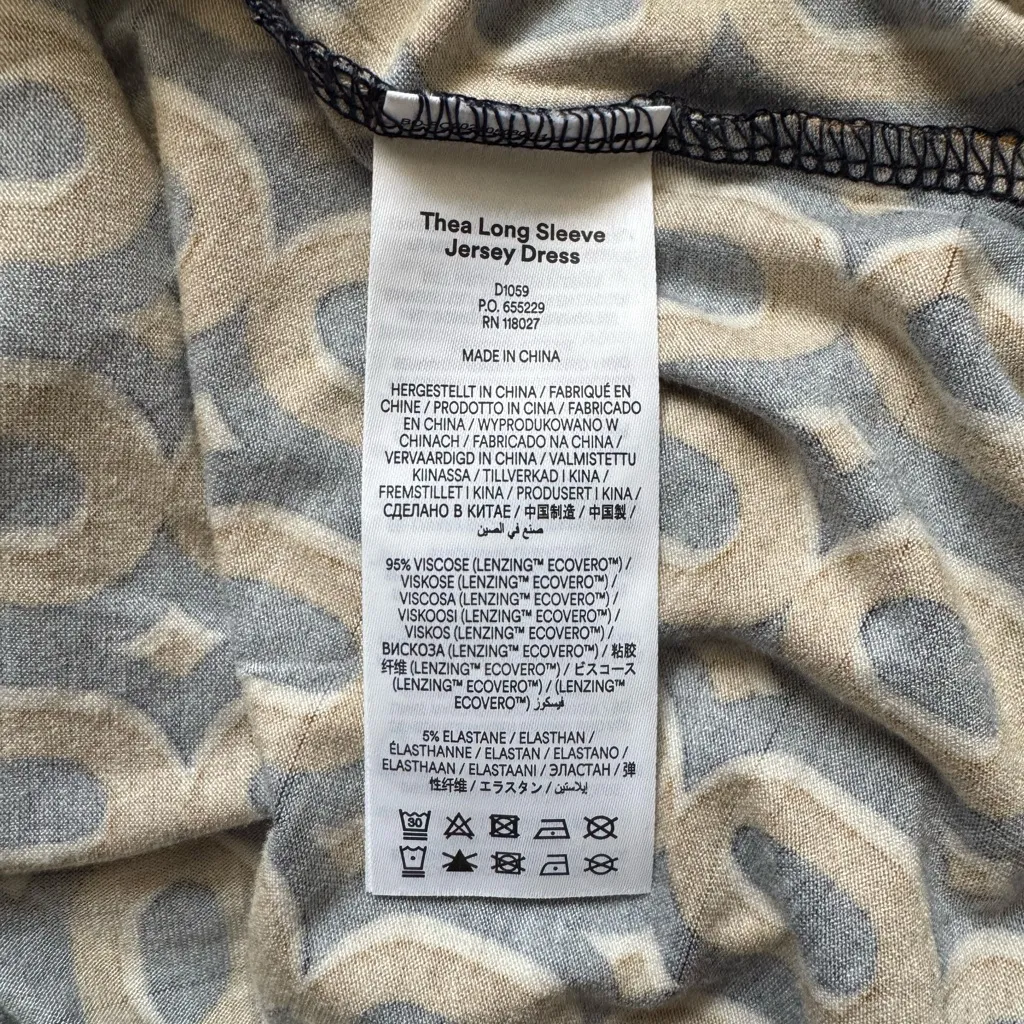 Thea Long Sleeve
Jersey Dress
D1059
P.O. 655229
RN 118027
MADE IN CHINA
HERGESTELLT IN CHINA / FABRIQUÉ EN
CHINE / PRODOTTO IN CINA / FABRICADO
EN CHINA / WYPRODUKOWANO W
CHINACH / FABRICADO NA CHINA /
VERVAARDIGD IN CHINA / VALMISTETTU
KIINASSA / TILLVERKAD I KINA /
FREMSTILLET I KINA / PRODUSERT I KINA /
СДЕЛАНО В КИТАЕ / 中国制造 / 中国製 /
صنع في الصين
95% VISCOSE (LENZING™ ECOVERO™) /
VISKOSE (LENZING™ ECOVERO™) /
VISCOSA (LENZING™ ECOVERO™) /
VISKOOSI (LENZING™ ECOVERO™) /
VISKOS (LENZING™ ECOVERO™) /
ВИСКОЗА (LENZING™ ECOVERO™) / 粘胶
纤维 (LENZING™ ECOVERO™) / ビスコース
(LENZING™ ECOVERO™) / (LENZING™
ECOVERO™) فيسكوز
5% ELASTANE / ELASTHAN /
ÉLASTHANNE / ELASTAN / ELASTANO /
ELASTHAAN / ELASTAANI / ЭЛАСТАН / 弹
性纤维 / エラスタン / إيلاستين
30